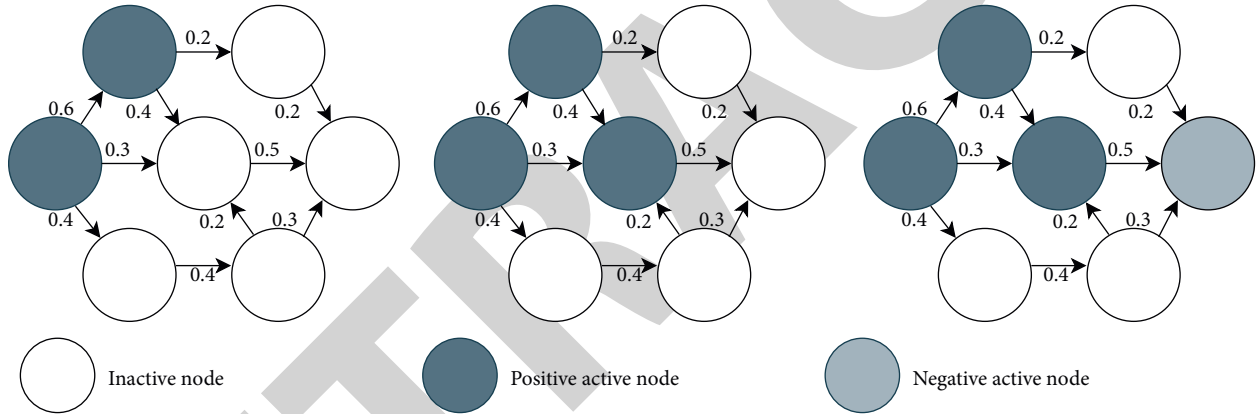 0.2 0.2 0.2
0.6 0.4 0.2 0.6 0.4 0.2 0.6 0.4 0.2
0.3 0.5 0.3 0.5 0.3 0.5
0.4 0.2 0.3 0.4 0.2 0.3 0.4 0.2 0.3
0.4 0.4 0.4
Inactive node
Positive active node
Negative active node
TRAC